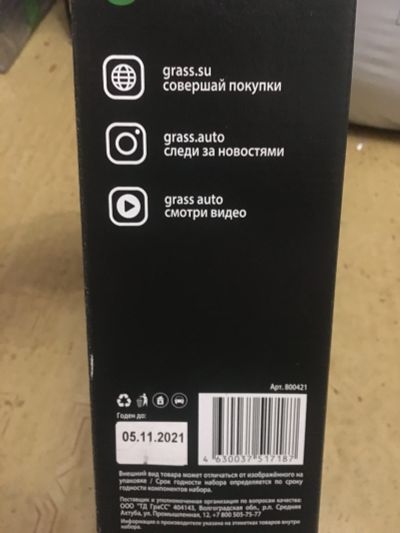 grass.su
совершай покупки
grass.auto
следи за новостями
grass auto
смотри видео
Арт. 800421
Годен до:
05.11.2021
4 630037 517187
Внешний вид товара может отличаться от изображённого на
упаковке / Срок годности набора определяется по сроку
годности компонентов набора.
Поставщик и уполномоченная организация по вопросам качества:
ООО "ТД ГраСС" 404143, Волгоградская обл., р.п. Средняя
Ахтуба, ул. Промышленная, 12, +7 800 505-75-77
Информация о производителе указана на этикетках товаров внутри
набора.